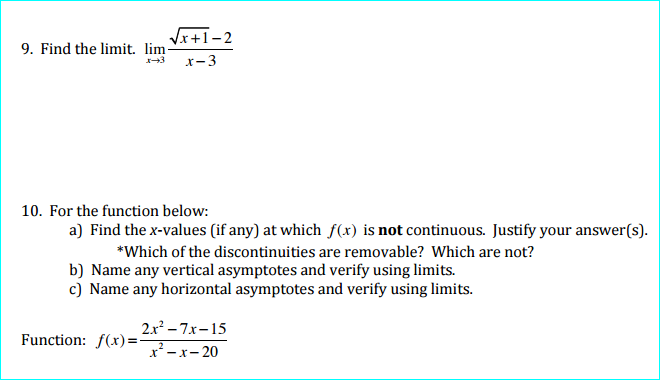 9. Find the limit. lim x→3 (√(x+1) – 2)/(x – 3)
10. For the function below:
a) Find the x-values (if any) at which f(x) is not continuous. Justify your answer(s).
*Which of the discontinuities are removable? Which are not?
b) Name any vertical asymptotes and verify using limits.
c) Name any horizontal asymptotes and verify using limits.
Function: f(x) = (2x² – 7x – 15)/(x² – x – 20)